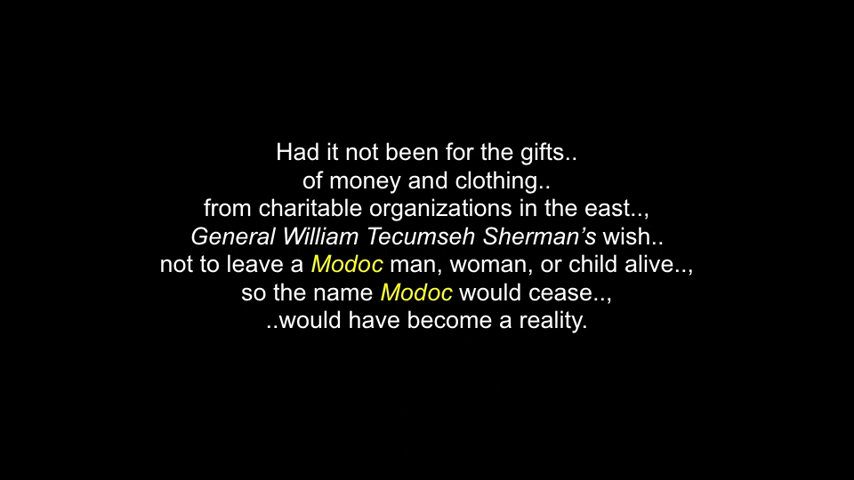 Had it not been for the gifts..
of money and clothing..
from charitable organizations in the east..,
General William Tecumseh Sherman’s wish..
not to leave a Modoc man, woman, or child alive..,
so the name Modoc would cease..,
..would have become a reality.